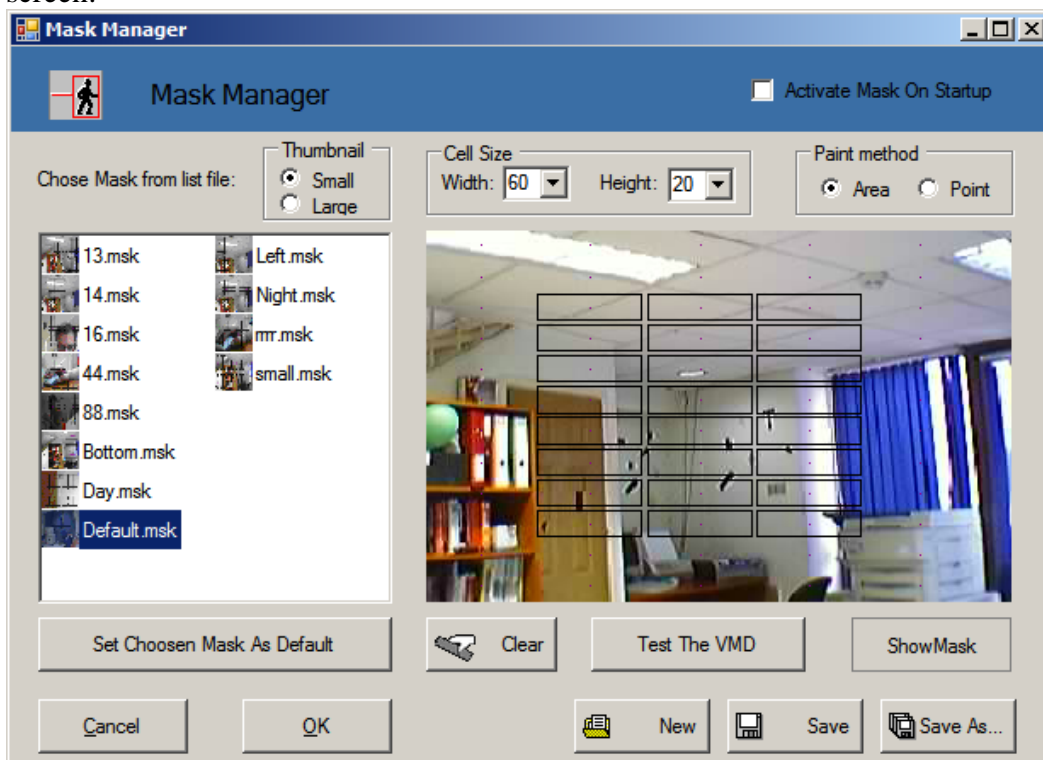 screen.
Mask Manager
Mask Manager
Activate Mask On Startup
Chose Mask from list file:
Thumbnail
Small
Large
Cell Size
Width: 60
Height: 20
Paint method
Area
Point
13.msk
14.msk
16.msk
44.msk
88.msk
Bottom.msk
Day.msk
Default.msk
Left.msk
Night.msk
rrr.msk
small.msk
Set Choosen Mask As Default
Clear
Test The VMD
ShowMask
Cancel
OK
New
Save
Save As...